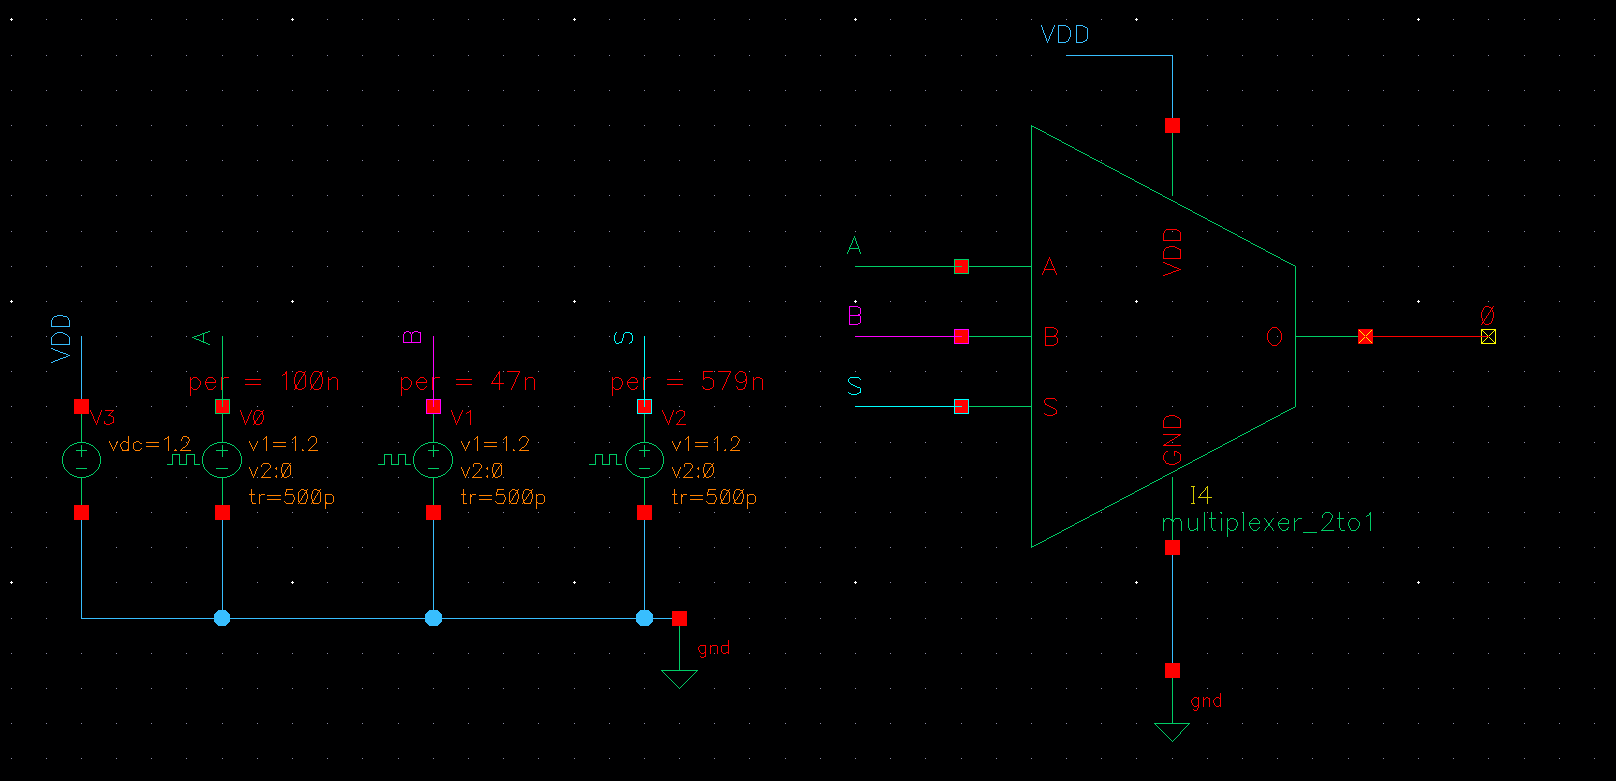 VDD
A
B
S
per = 100n
per = 47n
per = 579n
V3
V0
V1
V2
vdc=1.2
v1=1.2
v2:0
tr=500p
v1=1.2
v2:0
tr=500p
v1=1.2
v2:0
tr=500p
gnd
VDD
A
B
S
A
B
S
VDD
GND
O
0
I4
multiplexer_2to1
gnd